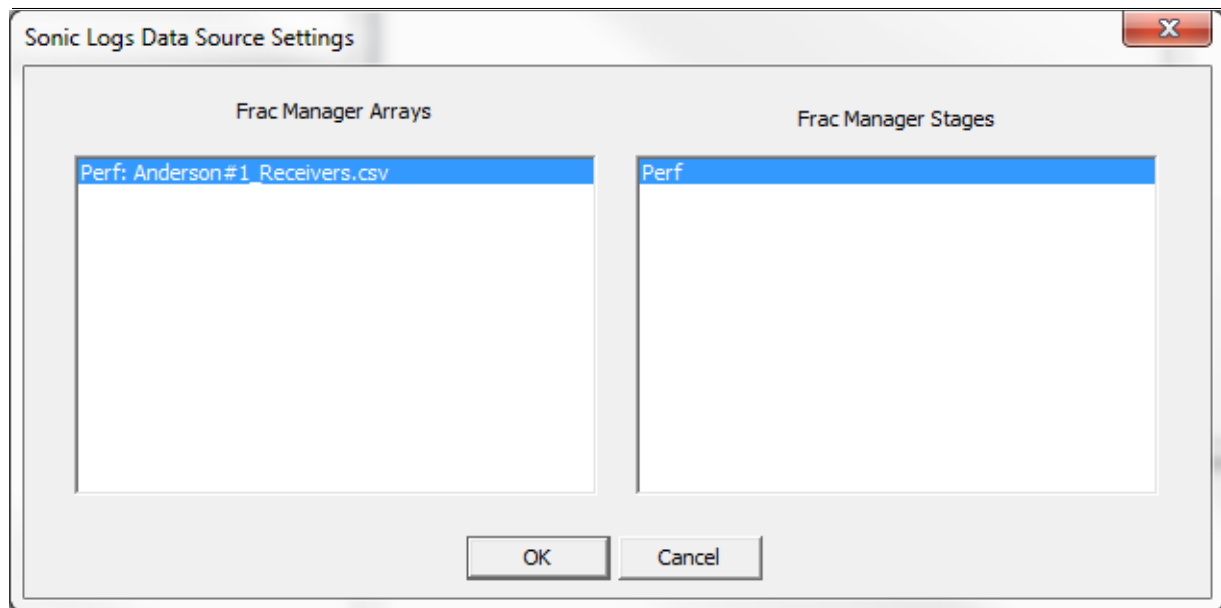 Sonic Logs Data Source Settings
Frac Manager Arrays
Frac Manager Stages
Perf: Anderson#1_Receivers.csv
Perf
OK
Cancel